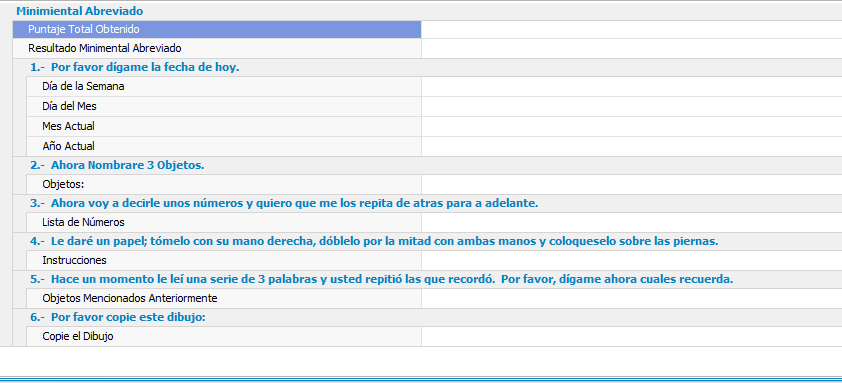 Minimiental Abreviado
Puntaje Total Obtenido
Resultado Minimental Abreviado
1.- Por favor dígame la fecha de hoy.
Día de la Semana
Día del Mes
Mes Actual
Año Actual
2.- Ahora Nombrare 3 Objetos.
Objetos:
3.- Ahora voy a decirle unos números y quiero que me los repita de atras para a adelante.
Lista de Números
4.- Le daré un papel; tómelo con su mano derecha, dóblelo por la mitad con ambas manos y coloqueselo sobre las piernas.
Instrucciones
5.- Hace un momento le leí una serie de 3 palabras y usted repitió las que recordó. Por favor, dígame ahora cuales recuerda.
Objetos Mencionados Anteriormente
6.- Por favor copie este dibujo:
Copie el Dibujo